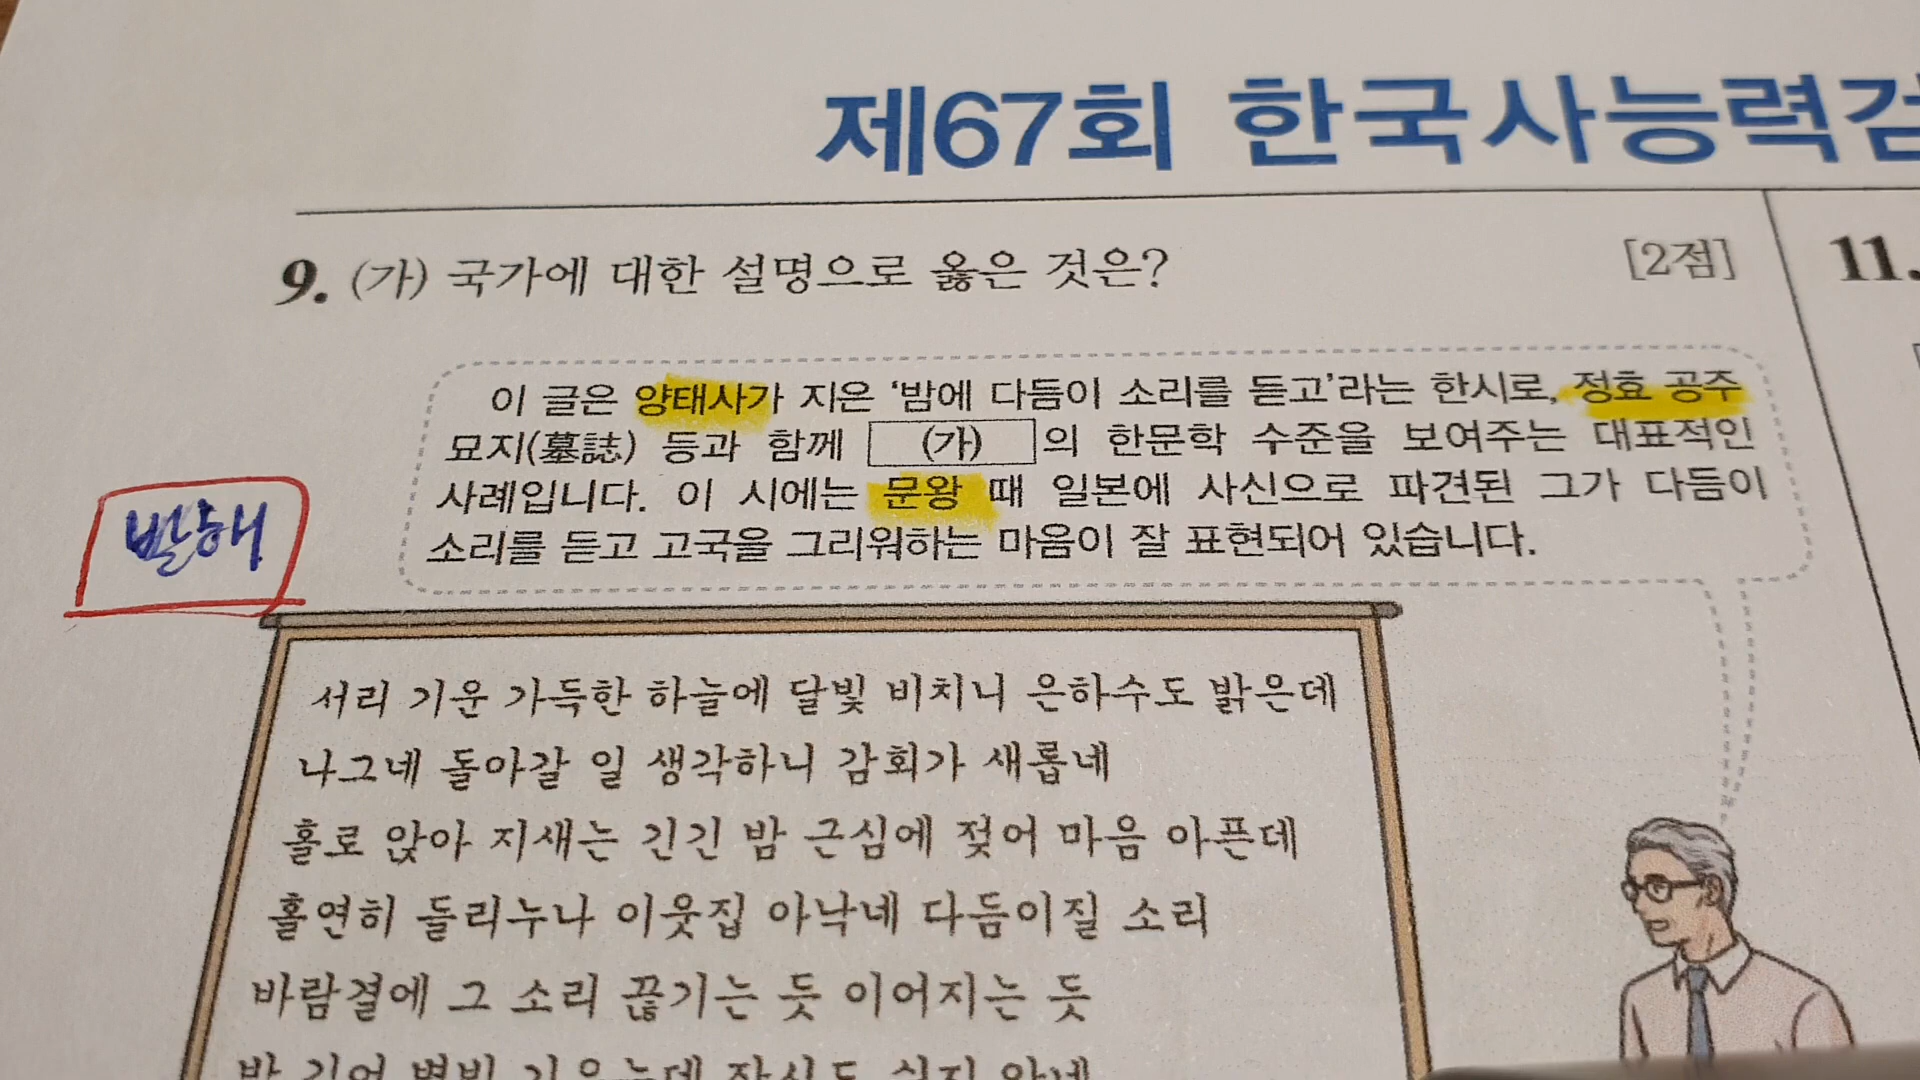 제67회 한국사능력검
9. (가) 국가에 대한 설명으로 옳은 것은? [2점]
11.
이 글은 양태사가 지은 ‘밤에 다듬이 소리를 듣고’라는 한시로, 정효 공주
묘지(墓誌) 등과 함께 (가) 의 한문학 수준을 보여주는 대표적인
사례입니다. 이 시에는 문왕 때 일본에 사신으로 파견된 그가 다듬이
소리를 듣고 고국을 그리워하는 마음이 잘 표현되어 있습니다.
발해
서리 기운 가득한 하늘에 달빛 비치니 은하수도 밝은데
나그네 돌아갈 일 생각하니 감회가 새롭네
홀로 앉아 지새는 긴긴 밤 근심에 젖어 마음 아픈데
홀연히 들리누나 이웃집 아낙네 다듬이질 소리
바람결에 그 소리 끊기는 듯 이어지는 듯